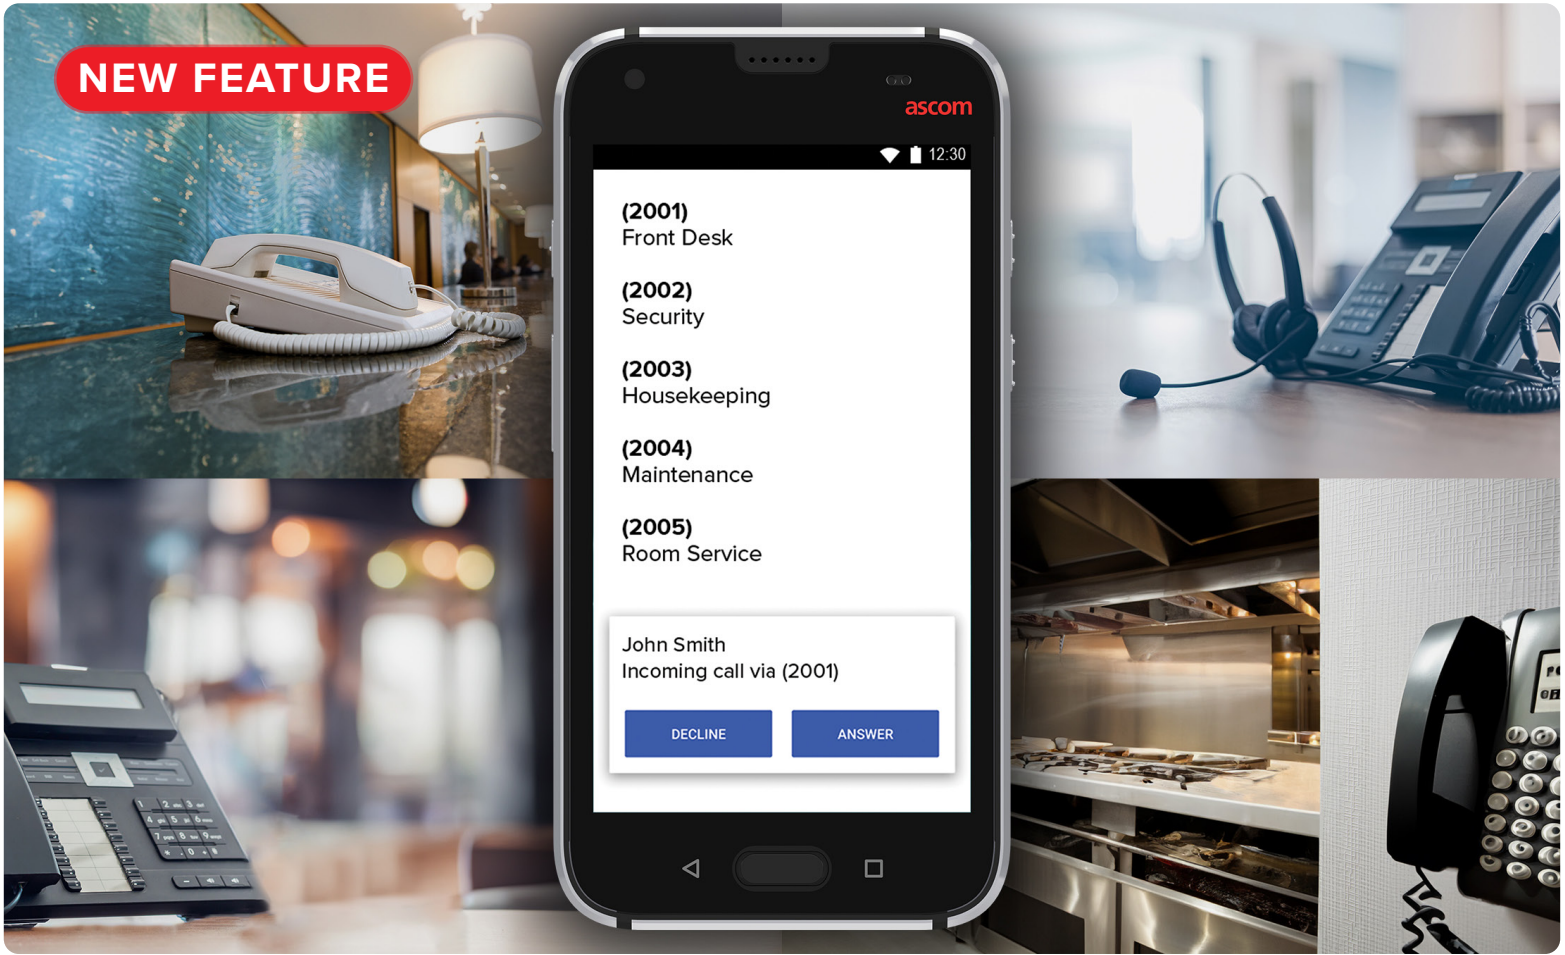 NEW FEATURE
ascom
12:30
(2001)
Front Desk
(2002)
Security
(2003)
Housekeeping
(2004)
Maintenance
(2005)
Room Service
John Smith
Incoming call via (2001)
DECLINE
ANSWER